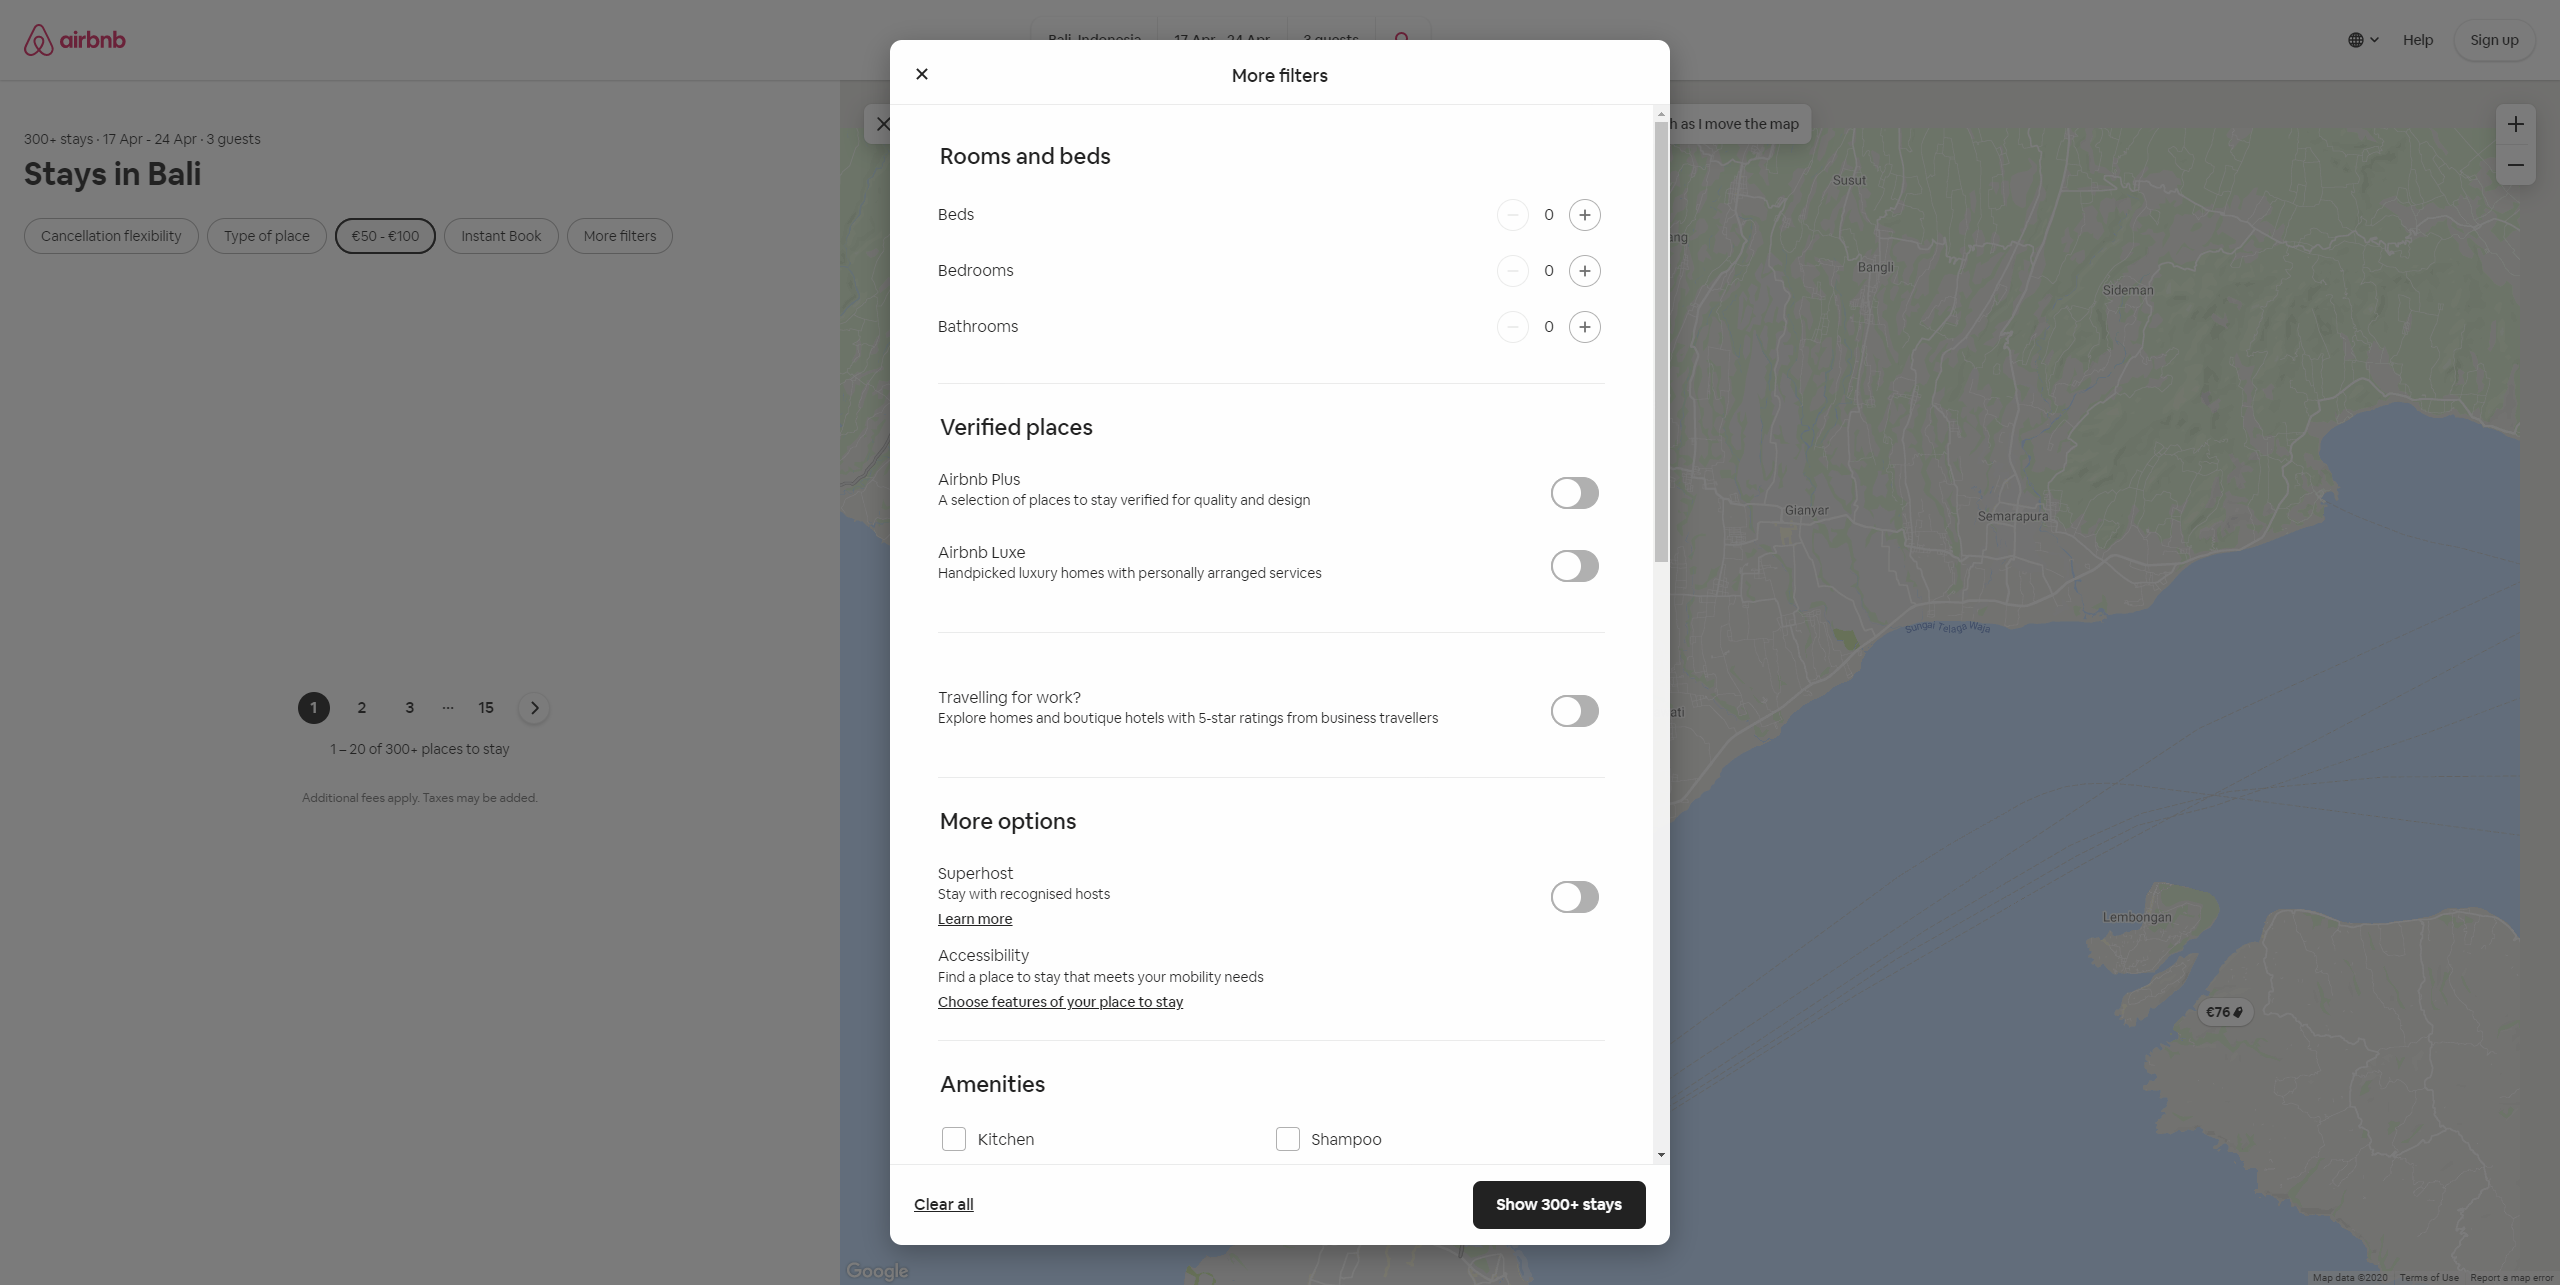 airbnb
Bali, Indonesia 17 Apr - 24 Apr 3 guests
Help
Sign up
300+ stays · 17 Apr - 24 Apr · 3 guests
Stays in Bali
Cancellation flexibility
Type of place
€50 - €100
Instant Book
More filters
1 2 3 ··· 15
1 – 20 of 300+ places to stay
Additional fees apply. Taxes may be added.
More filters
Rooms and beds
Beds 0
Bedrooms 0
Bathrooms 0
Verified places
Airbnb Plus
A selection of places to stay verified for quality and design
Airbnb Luxe
Handpicked luxury homes with personally arranged services
Travelling for work?
Explore homes and boutique hotels with 5-star ratings from business travellers
More options
Superhost
Stay with recognised hosts
Learn more
Accessibility
Find a place to stay that meets your mobility needs
Choose features of your place to stay
Amenities
Kitchen
Shampoo
Clear all
Show 300+ stays
as I move the map
Susut
Bangli
Sideman
Gianyar
Semarapura
Sungai Telaga Waja
Lembongan
€76
Google
Map data ©2020
Terms of Use
Report a map error